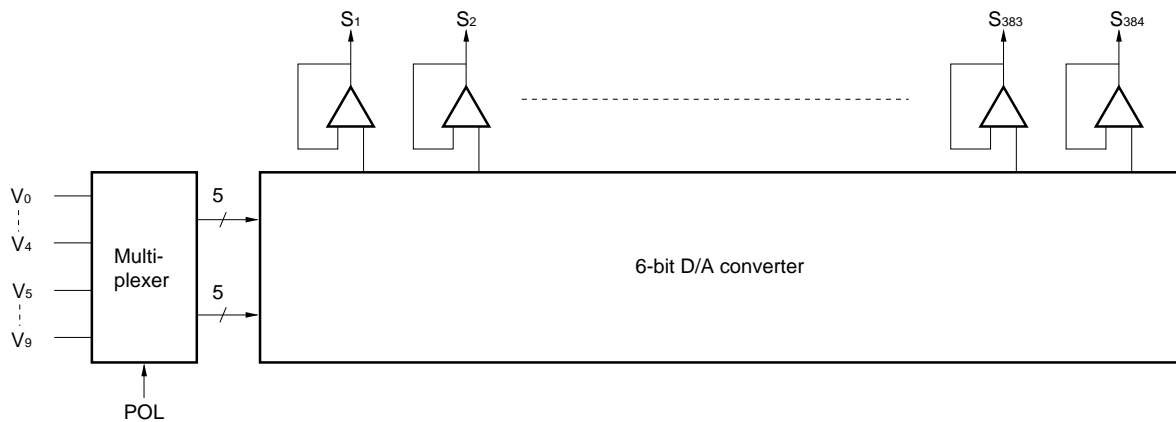 S1 S2 S383 S384
V0
V4
V5
V9
Multi-
plexer
5
5
6-bit D/A converter
POL